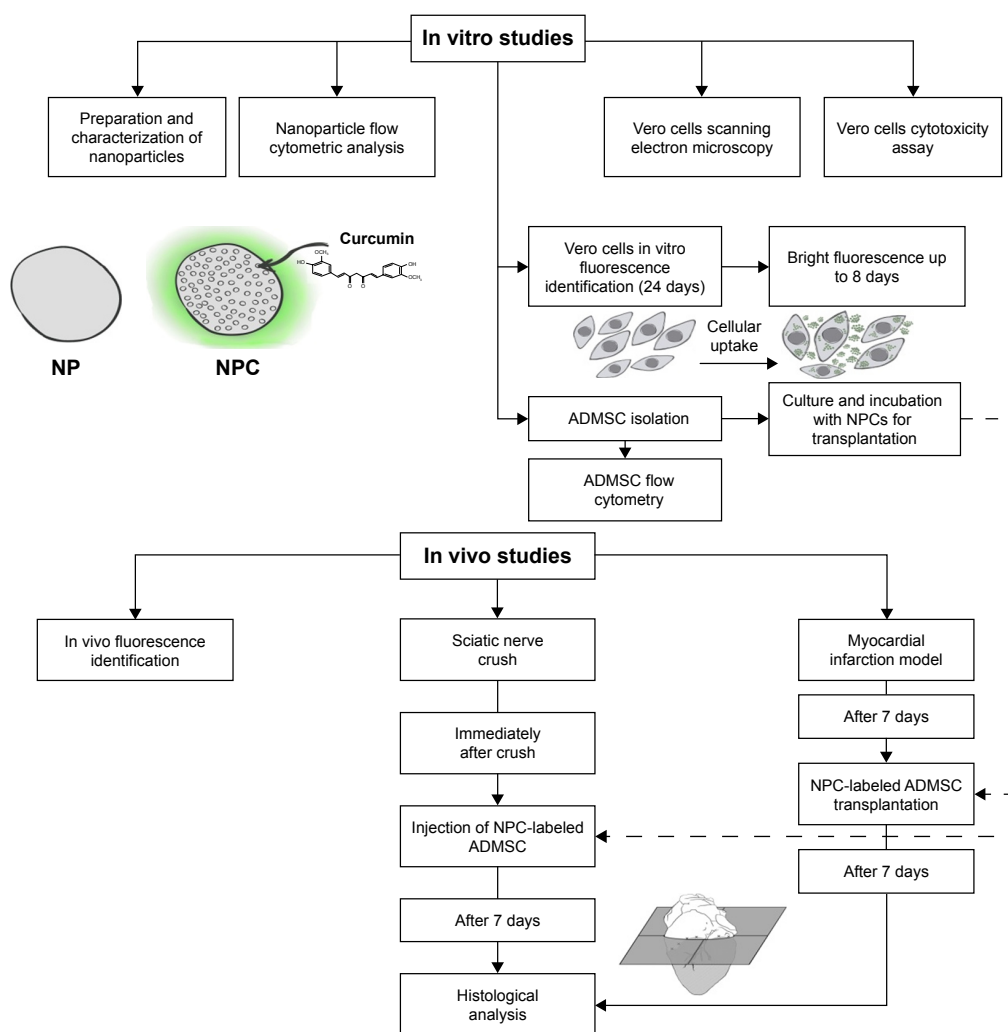 In vitro studies
Preparation and
characterization of
nanoparticles
Nanoparticle flow
cytometric analysis
Vero cells scanning
electron microscopy
Vero cells cytotoxicity
assay
Curcumin
OCH₃
HO
O
O
OH
OCH₃
NP
NPC
Vero cells in vitro
fluorescence
identification (24 days)
Bright fluorescence up
to 8 days
Cellular
uptake
ADMSC isolation
Culture and incubation
with NPCs for
transplantation
ADMSC flow
cytometry
In vivo studies
In vivo fluorescence
identification
Sciatic nerve
crush
Myocardial
infarction model
Immediately
after crush
After 7 days
NPC-labeled ADMSC
transplantation
Injection of NPC-labeled
ADMSC
After 7 days
After 7 days
Histological
analysis